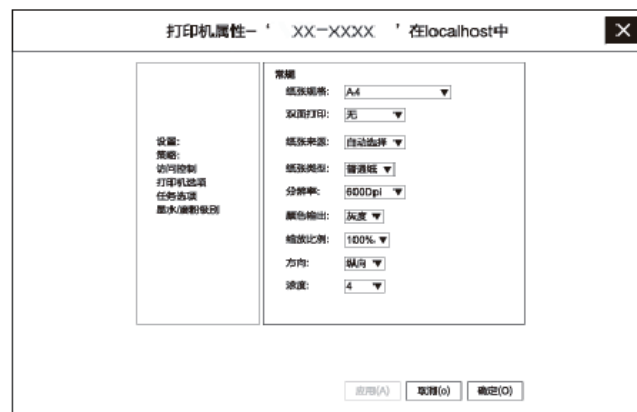 打印机属性-‘ XX-XXXX ’在localhost中
设置:
策略:
访问控制
打印机选项
任务选项
墨水/磨粉级别
常规
纸张规格: A4
双面打印: 无
纸张来源: 自动选择
纸张类型: 普通纸
分辨率: 600Dpi
颜色输出: 灰度
缩放比例: 100%
方向: 纵向
浓度: 4
应用(A) 取消(o) 确定(O)